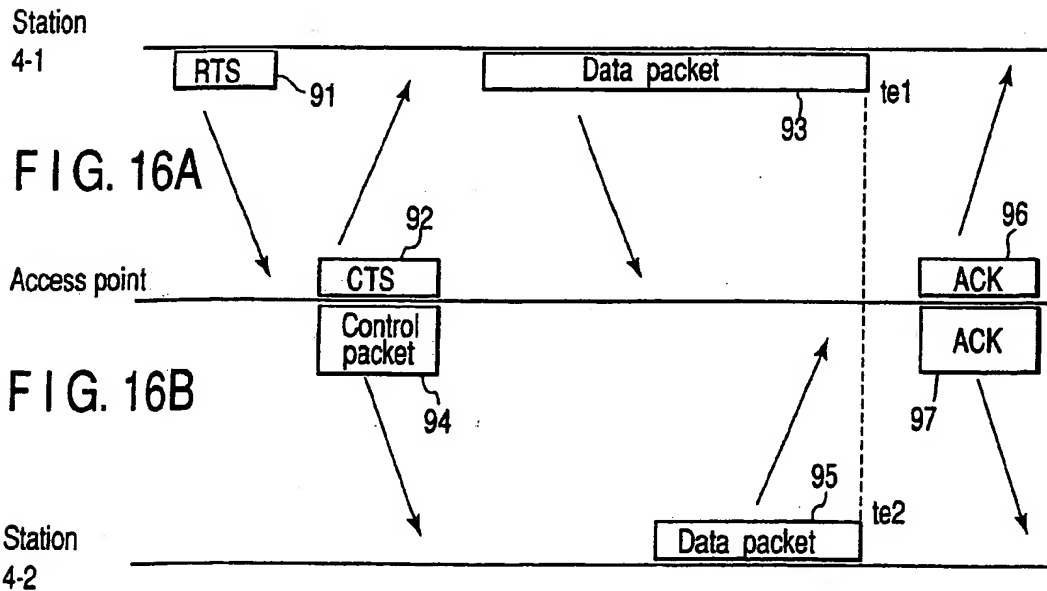 Station
4-1
RTS
91
Data packet
93
te1
FIG. 16A
92
96
Access point
CTS
ACK
Control
packet
ACK
FIG. 16B
94
97
95
te2
Data packet
Station
4-2